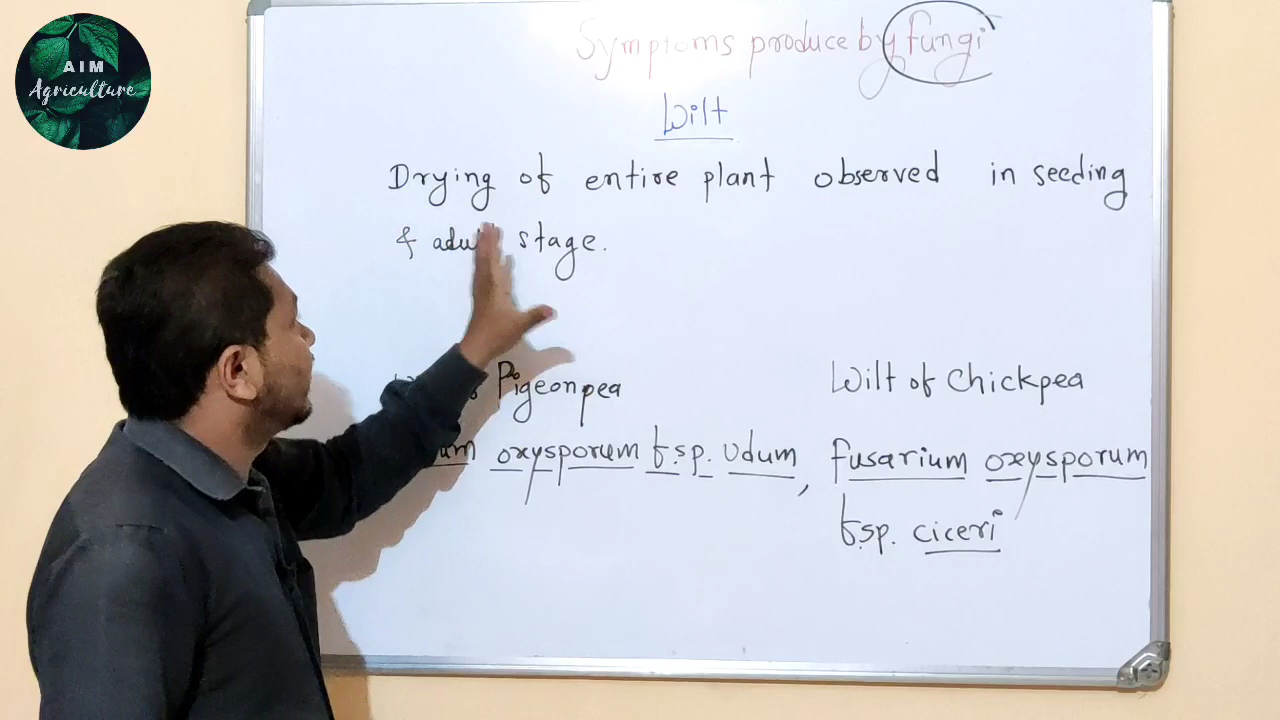 AIM
Agriculture
Symptoms produce by fungi
Wilt
Drying of entire plant observed in seeding
& adult stage.
Pigeonpea
oxysporum f.sp. udum,
Wilt of Chickpea
fusarium oxysporum
f.sp. ciceri